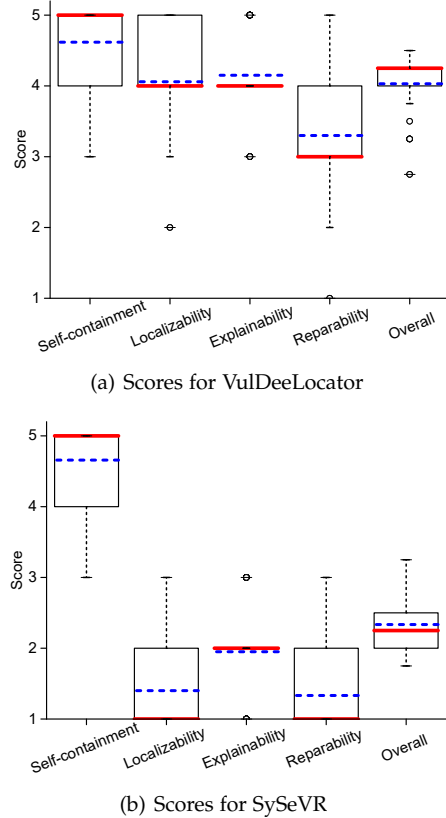 5
4
3
2
1
Score
Self-containment
Localizability
Explainability
Reparability
Overall
(a) Scores for VulDeeLocator
5
4
3
2
1
Score
Self-containment
Localizability
Explainability
Reparability
Overall
(b) Scores for SySeVR